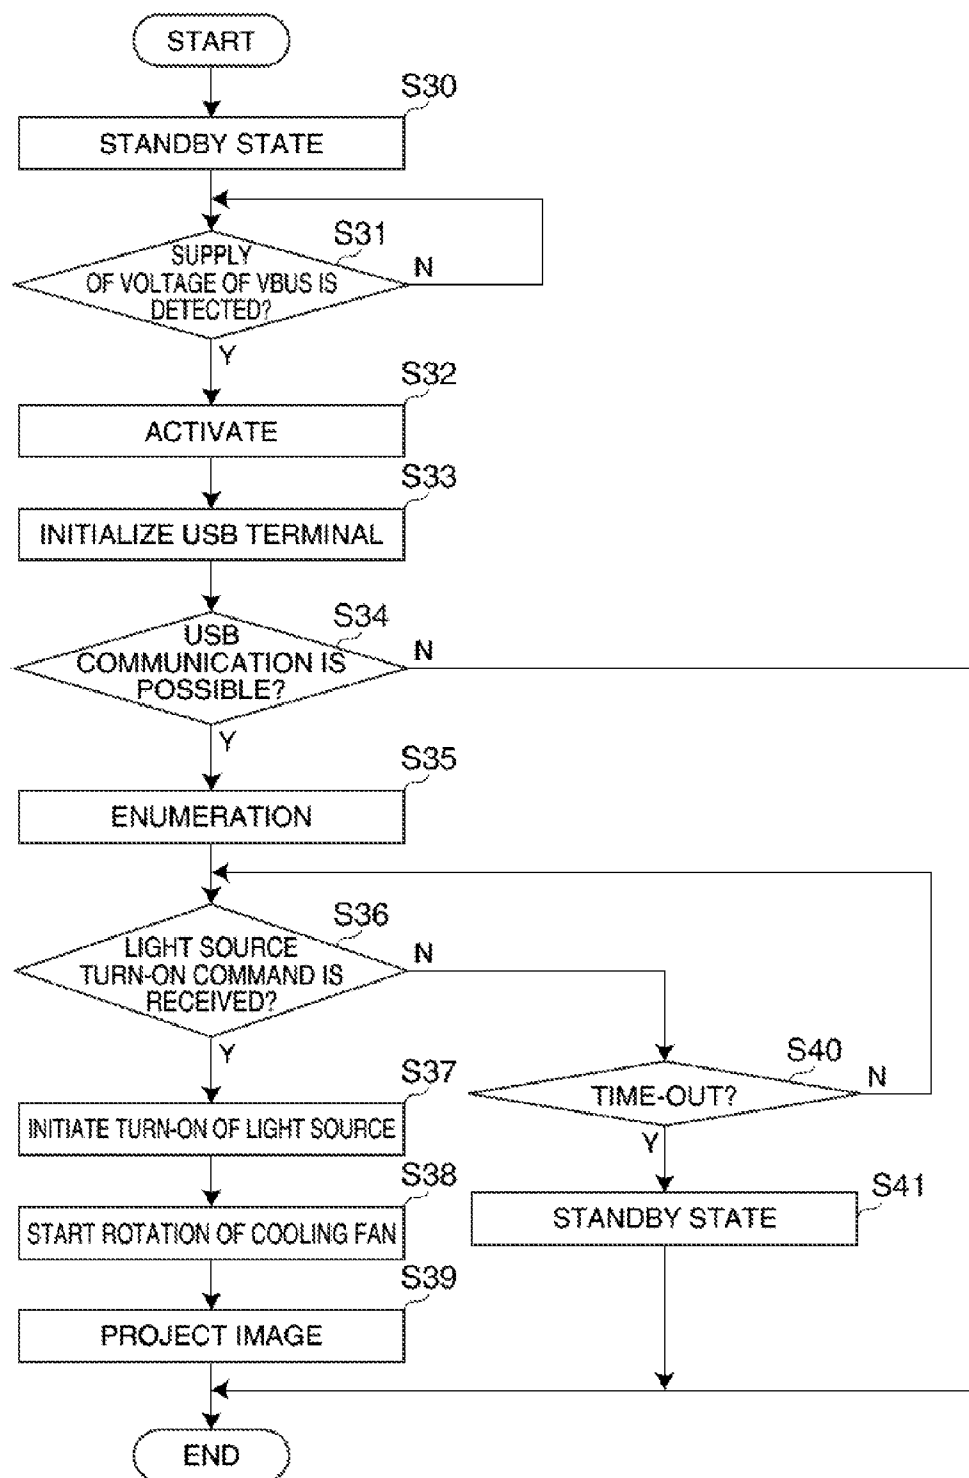 START
S30
STANDBY STATE
S31
SUPPLY
OF VOLTAGE OF VBUS IS
DETECTED?
N
Y
S32
ACTIVATE
S33
INITIALIZE USB TERMINAL
S34
USB
COMMUNICATION IS
POSSIBLE?
N
Y
S35
ENUMERATION
S36
LIGHT SOURCE
TURN-ON COMMAND IS
RECEIVED?
N
Y
S40
TIME-OUT?
N
Y
S37
INITIATE TURN-ON OF LIGHT SOURCE
S41
STANDBY STATE
S38
START ROTATION OF COOLING FAN
S39
PROJECT IMAGE
END